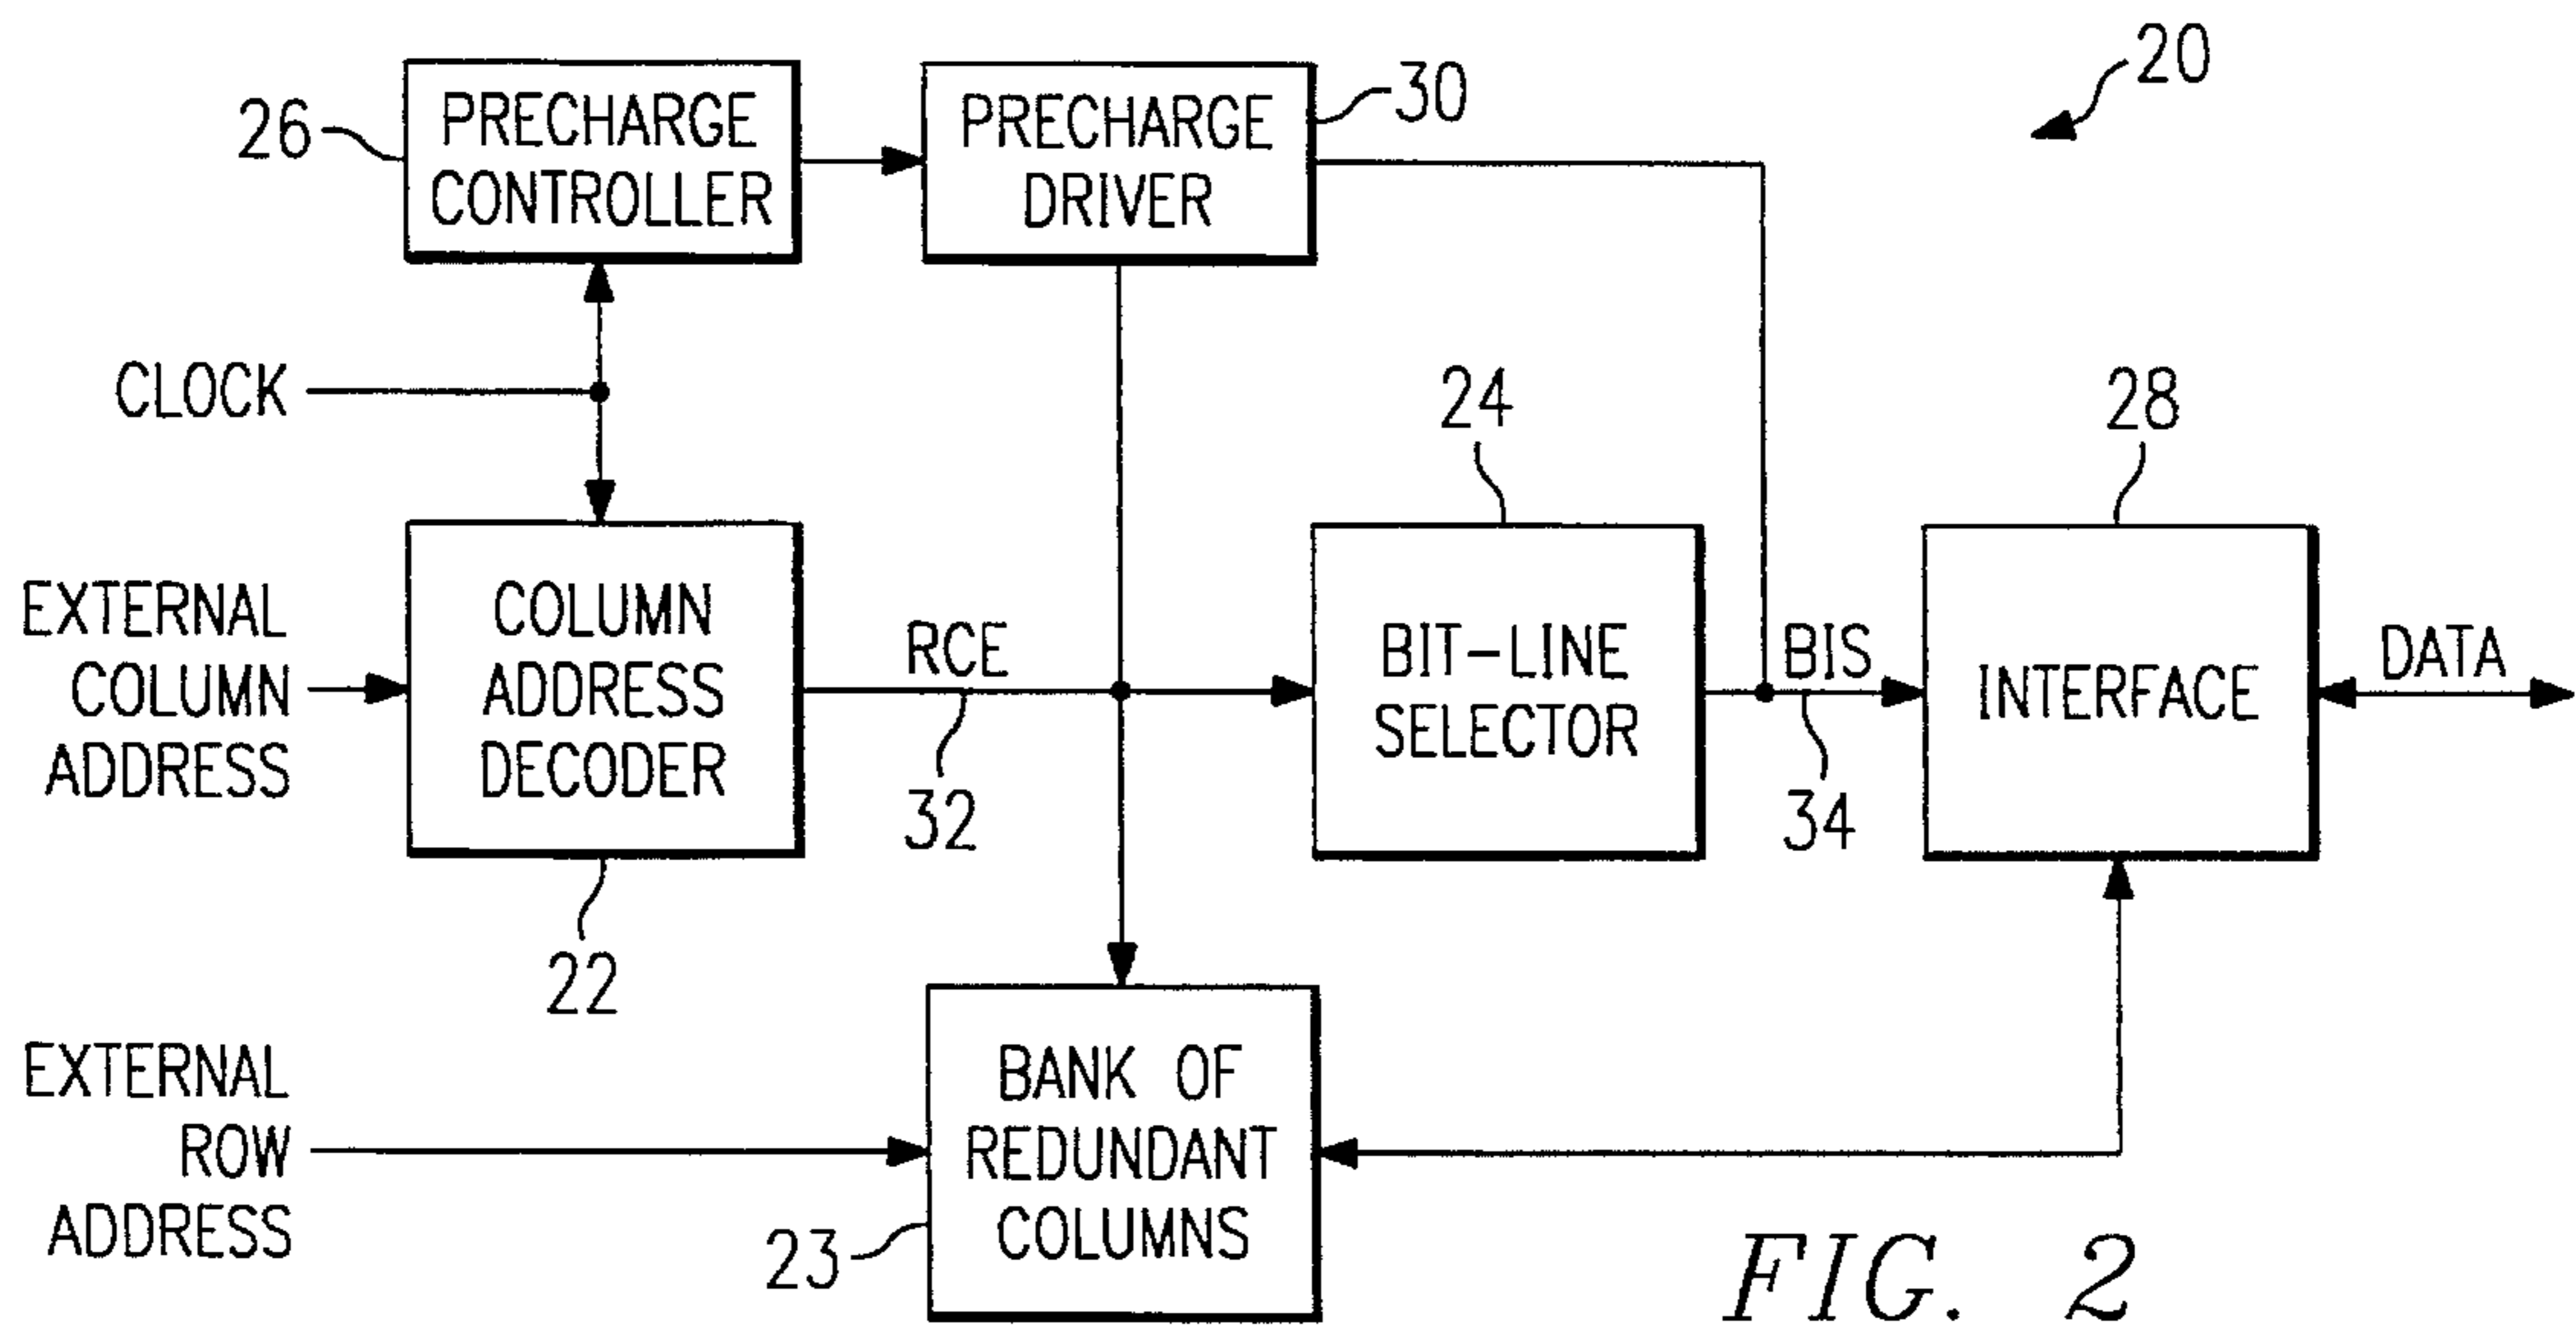 20
26
PRECHARGE
CONTROLLER
PRECHARGE
DRIVER
30
CLOCK
24
28
EXTERNAL
COLUMN
ADDRESS
COLUMN
ADDRESS
DECODER
RCE
32
BIT-LINE
SELECTOR
BIS
34
INTERFACE
DATA
22
EXTERNAL
ROW
ADDRESS
BANK OF
REDUNDANT
COLUMNS
23
FIG. 2